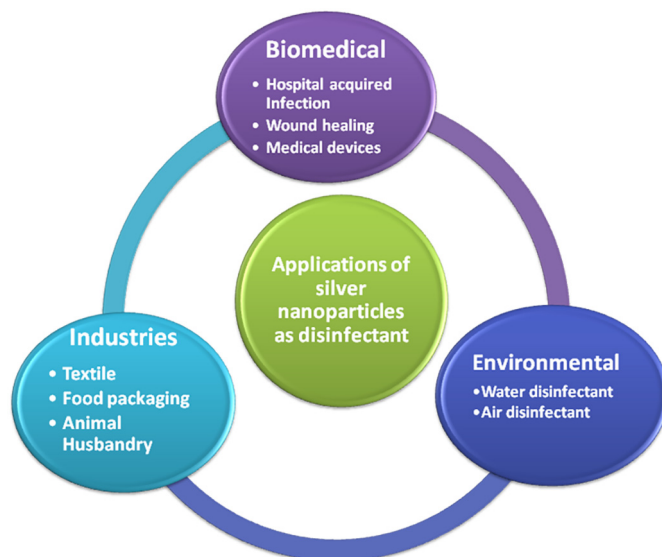 Biomedical
• Hospital acquired
Infection
• Wound healing
• Medical devices
Applications of
silver
nanoparticles
as disinfectant
Industries
• Textile
• Food packaging
• Animal
Husbandry
Environmental
•Water disinfectant
•Air disinfectant